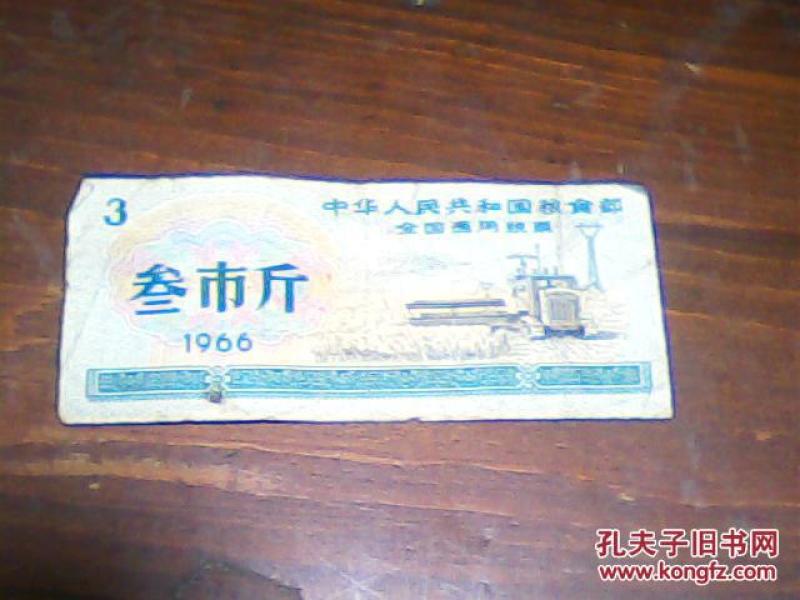 3
中华人民共和国粮食部
全国通用粮票
叁市斤
1966
孔夫子旧书网
www.kongfz.com